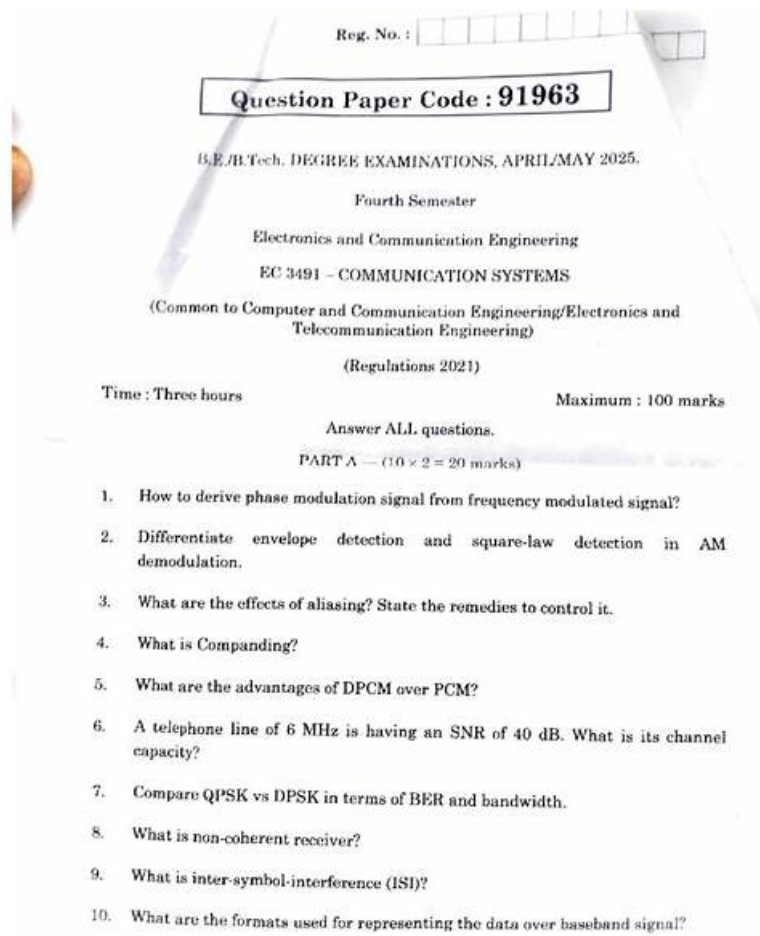 Reg. No. :
Question Paper Code : 91963
B.E./B.Tech. DEGREE EXAMINATIONS, APRIL/MAY 2025.
Fourth Semester
Electronics and Communication Engineering
EC 3491 – COMMUNICATION SYSTEMS
(Common to Computer and Communication Engineering/Electronics and
Telecommunication Engineering)
(Regulations 2021)
Time : Three hours Maximum : 100 marks
Answer ALL questions.
PART A — (10 × 2 = 20 marks)
1. How to derive phase modulation signal from frequency modulated signal?
2. Differentiate envelope detection and square-law detection in AM
demodulation.
3. What are the effects of aliasing? State the remedies to control it.
4. What is Companding?
5. What are the advantages of DPCM over PCM?
6. A telephone line of 6 MHz is having an SNR of 40 dB. What is its channel
capacity?
7. Compare QPSK vs DPSK in terms of BER and bandwidth.
8. What is non-coherent receiver?
9. What is inter-symbol-interference (ISI)?
10. What are the formats used for representing the data over baseband signal?